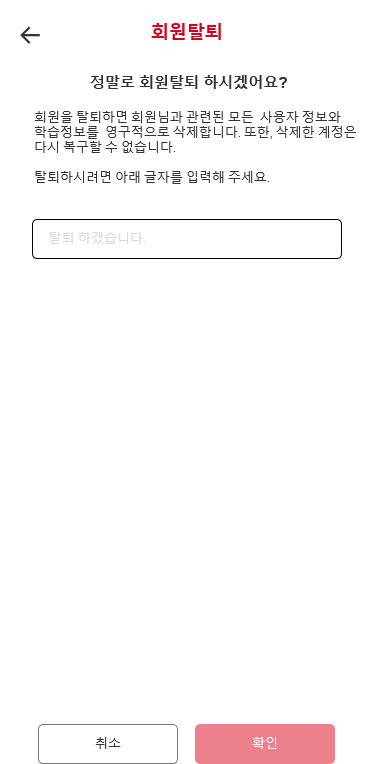 회원탈퇴
정말로 회원탈퇴 하시겠어요?
회원을 탈퇴하면 회원님과 관련된 모든 사용자 정보와
학습정보를 영구적으로 삭제합니다. 또한, 삭제한 계정은
다시 복구할 수 없습니다.
탈퇴하시려면 아래 글자를 입력해 주세요.
탈퇴 하겠습니다.
취소
확인